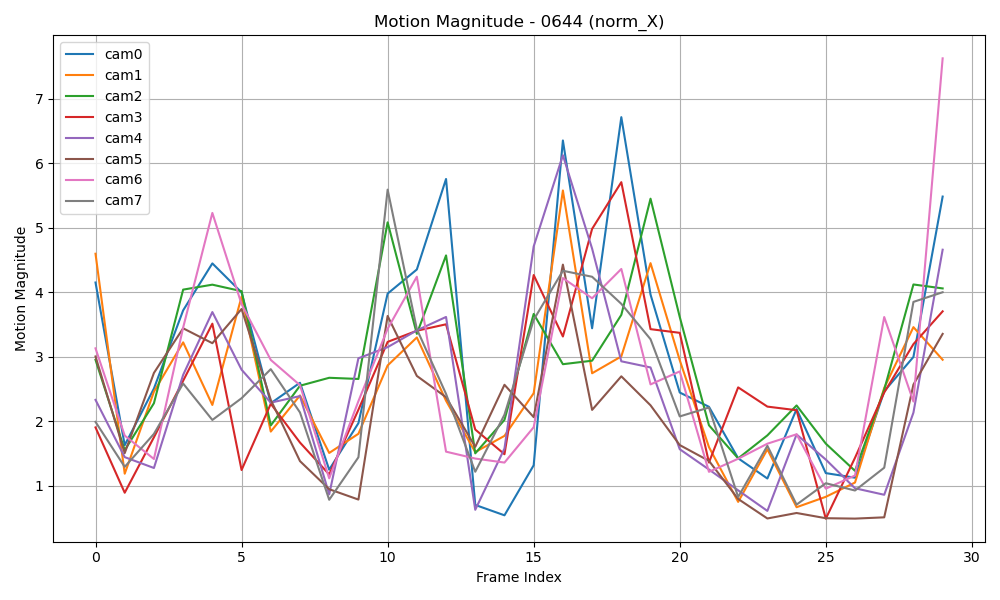 Motion Magnitude - 0644 (norm_X)
cam0
cam1
cam2
cam3
cam4
cam5
cam6
cam7
7
6
5
4
3
2
1
Motion Magnitude
0 5 10 15 20 25 30
Frame Index